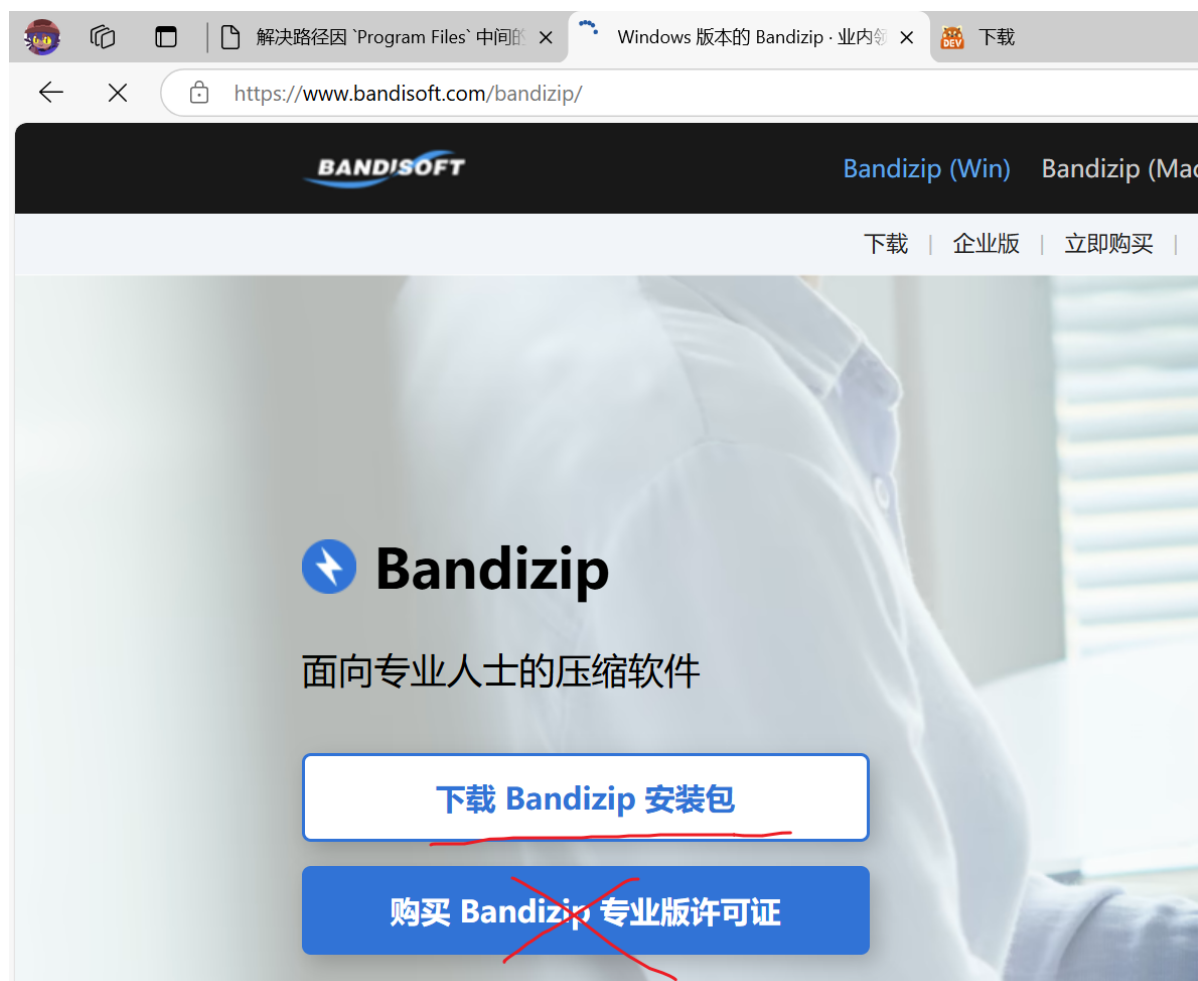 解决路径因 `Program Files` 中间的
Windows 版本的 Bandizip · 业内领
DEV
下载
https://www.bandisoft.com/bandizip/
BANDISOFT
Bandizip (Win)
Bandizip (Mac
下载 | 企业版 | 立即购买 |
Bandizip
面向专业人士的压缩软件
下载 Bandizip 安装包
购买 Bandizip 专业版许可证